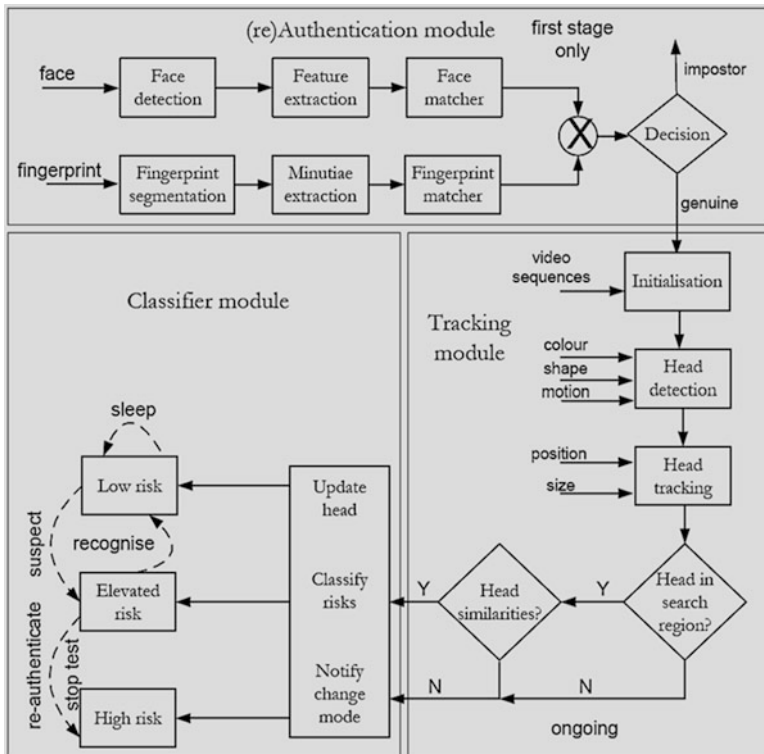 (re)Authentication module
first stage
only
face
Face
detection
Feature
extraction
Face
matcher
impostor
X
Decision
fingerprint
Fingerprint
segmentation
Minutiae
extraction
Fingerprint
matcher
genuine
Classifier module
Tracking
module
video
sequences
Initialisation
colour
shape
motion
Head
detection
position
size
Head
tracking
sleep
Low risk
suspect
recognise
Elevated
risk
re-authenticate
stop test
High risk
Update
head
Classify
risks
Notify
change
mode
Y
Head
similarities?
Y
Head in
search
region?
N
N
ongoing